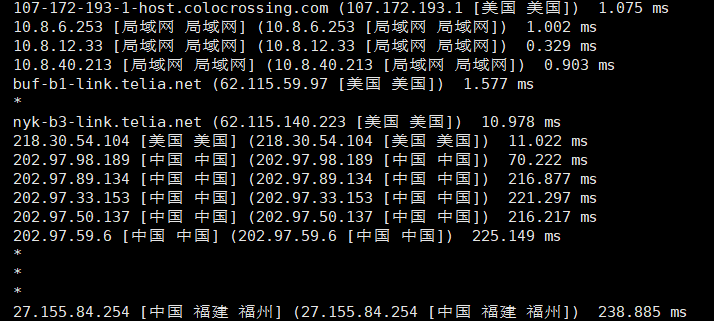 107-172-193-1-host.colocrossing.com (107.172.193.1 [美国 美国])  1.075 ms
10.8.6.253 [局域网 局域网] (10.8.6.253 [局域网 局域网])  1.002 ms
10.8.12.33 [局域网 局域网] (10.8.12.33 [局域网 局域网])  0.329 ms
10.8.40.213 [局域网 局域网] (10.8.40.213 [局域网 局域网])  0.903 ms
buf-b1-link.telia.net (62.115.59.97 [美国 美国])  1.577 ms
*
nyk-b3-link.telia.net (62.115.140.223 [美国 美国])  10.978 ms
218.30.54.104 [美国 美国] (218.30.54.104 [美国 美国])  11.022 ms
202.97.98.189 [中国 中国] (202.97.98.189 [中国 中国])  70.222 ms
202.97.89.134 [中国 中国] (202.97.89.134 [中国 中国])  216.877 ms
202.97.33.153 [中国 中国] (202.97.33.153 [中国 中国])  221.297 ms
202.97.50.137 [中国 中国] (202.97.50.137 [中国 中国])  216.217 ms
202.97.59.6 [中国 中国] (202.97.59.6 [中国 中国])  225.149 ms
*
*
*
27.155.84.254 [中国 福建 福州] (27.155.84.254 [中国 福建 福州])  238.885 ms